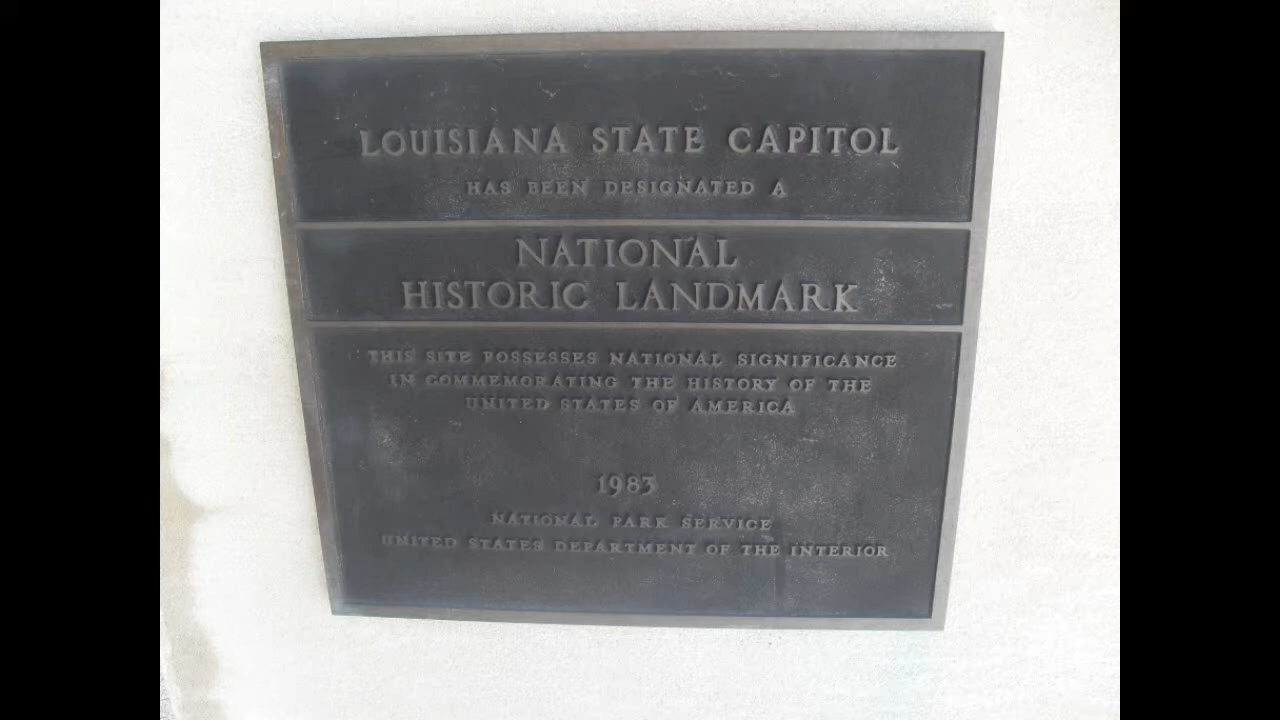 LOUISIANA STATE CAPITOL
HAS BEEN DESIGNATED A
NATIONAL
HISTORIC LANDMARK
THIS SITE POSSESSES NATIONAL SIGNIFICANCE
IN COMMEMORATING THE HISTORY OF THE
UNITED STATES OF AMERICA
1983
NATIONAL PARK SERVICE
UNITED STATES DEPARTMENT OF THE INTERIOR